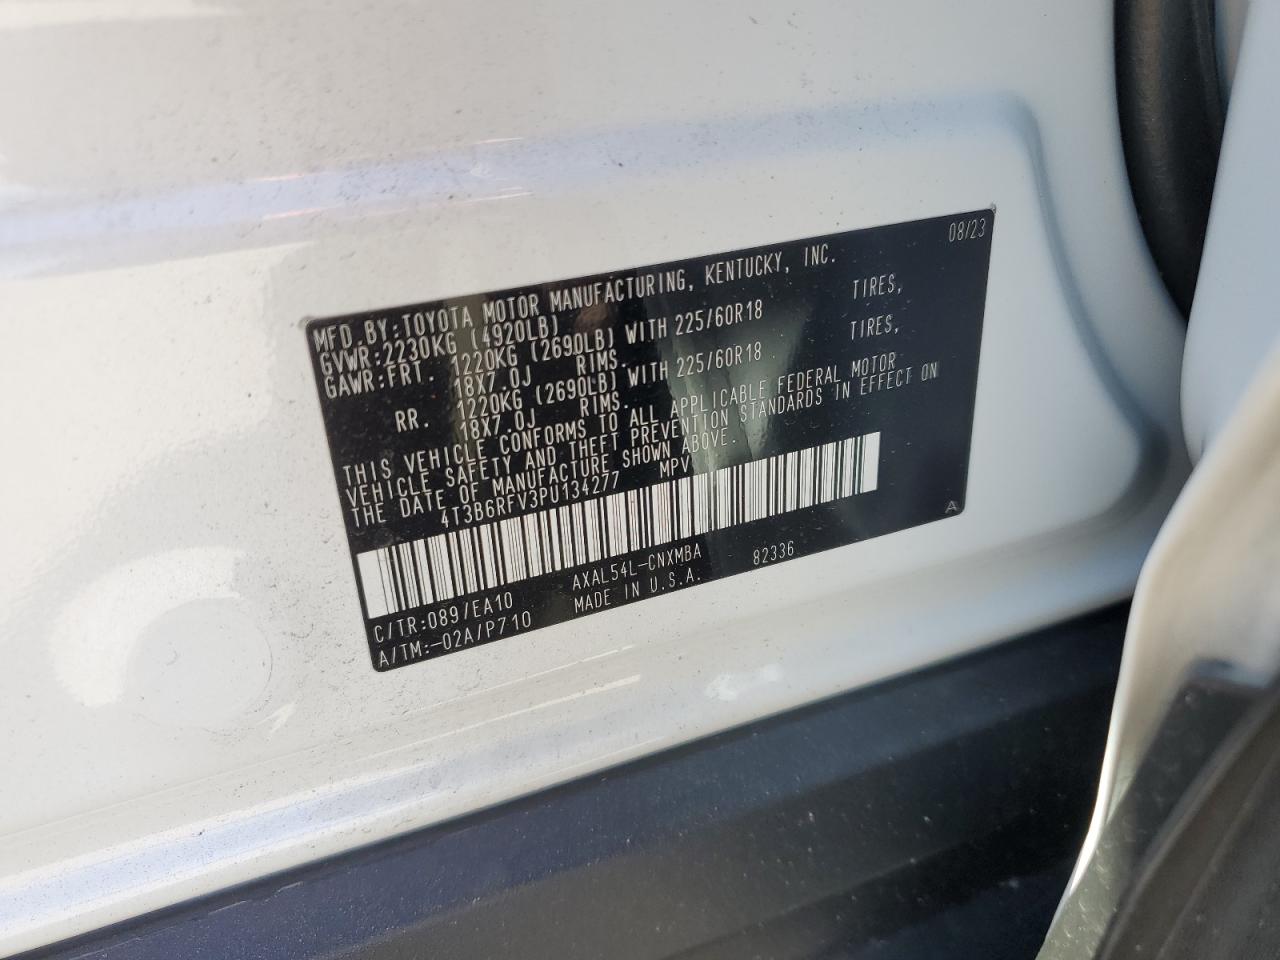 08/23
MFD.BY:TOYOTA MOTOR MANUFACTURING, KENTUCKY, INC.
GVWR:2230KG (4920LB)
GAWR:FRT. 1220KG (2690LB) WITH 225/60R18 TIRES,
18X7.0J RIMS.
RR. 1220KG (2690LB) WITH 225/60R18 TIRES,
18X7.0J RIMS.
THIS VEHICLE CONFORMS TO ALL APPLICABLE FEDERAL MOTOR
VEHICLE SAFETY AND THEFT PREVENTION STANDARDS IN EFFECT ON
THE DATE OF MANUFACTURE SHOWN ABOVE.
4T3B6RFV3PU134277 MPV
A
C/TR:089/EA10 AXAL54L-CNXMBA 82336
A/TM:-02A/P710 MADE IN U.S.A.